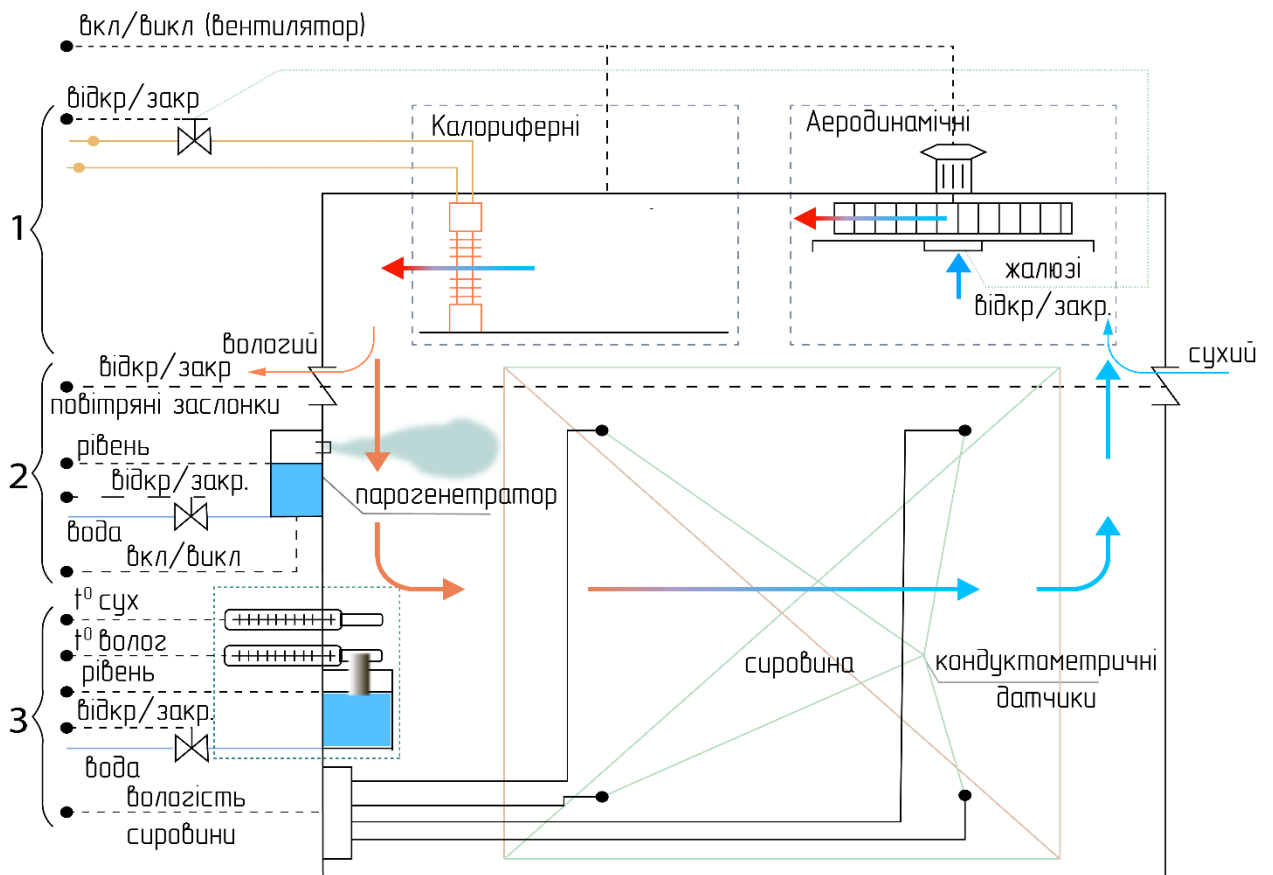 вкл/викл (вентилятор)
відкр/закр
Калориферні
Аеродинамічні
1
жалюзі
відкр/закр.
вологий
сухий
відкр/закр
повітряні заслонки
2
рівень
відкр/закр.
парогенетратор
вода
вкл/викл
t⁰ сух
t⁰ волог
рівень
3
відкр/закр.
вода
сировина
кондуктометричні
датчики
вологість
сировини